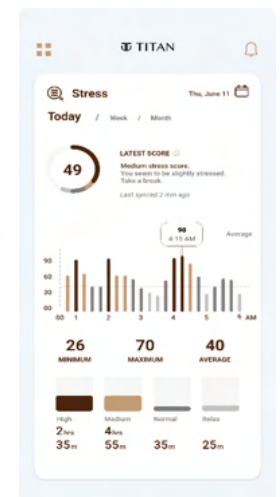 TITAN
Stress
Thu, June 11
Today / Week / Month
LATEST SCORE
49
Medium stress score.
You seem to be slightly stressed.
Take a break.
Last synced 2 min ago
90
4:15 AM
Average
90
60
30
00
00 1 2 3 4 5 6 AM
26 70 40
MINIMUM MAXIMUM AVERAGE
High Medium Normal Relax
2hrs 4hrs
35m 55m 35m 25m